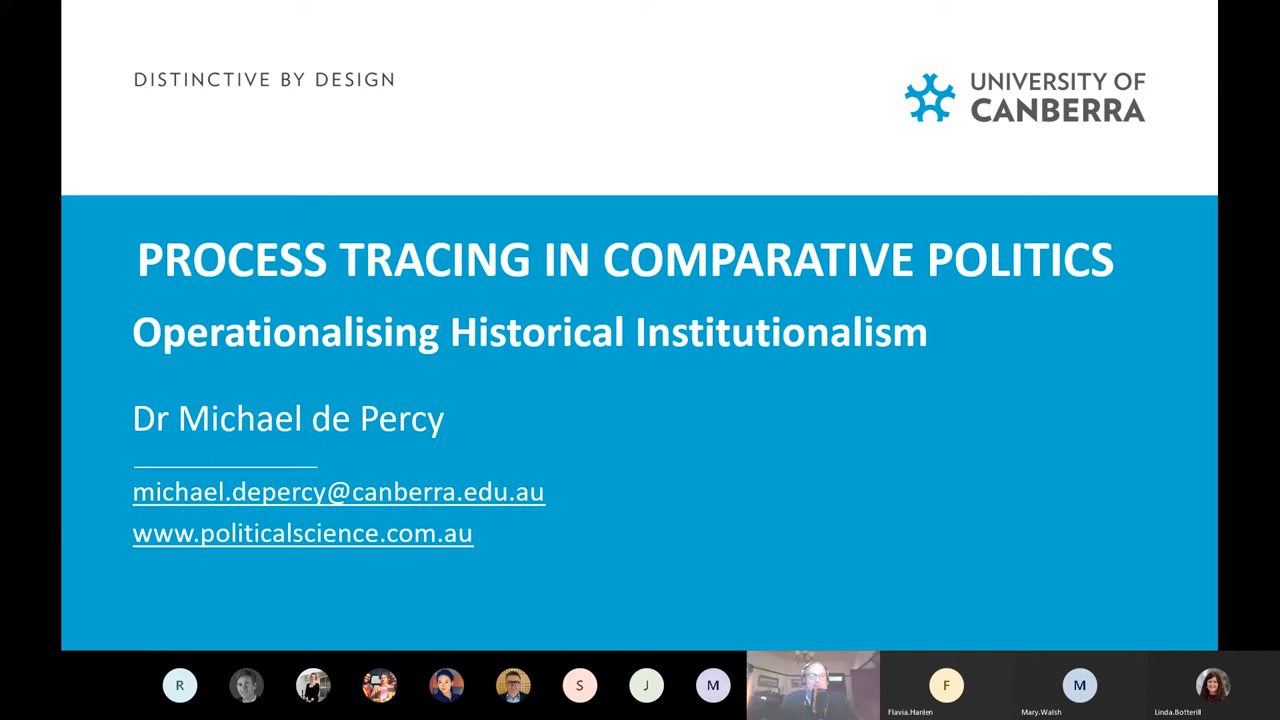 DISTINCTIVE BY DESIGN
UNIVERSITY OF
CANBERRA
PROCESS TRACING IN COMPARATIVE POLITICS
Operationalising Historical Institutionalism
Dr Michael de Percy
michael.depercy@canberra.edu.au
www.politicalscience.com.au
R
S
J
M
F
M
Flavia.Hanlen
Mary.Walsh
Linda.Botterill